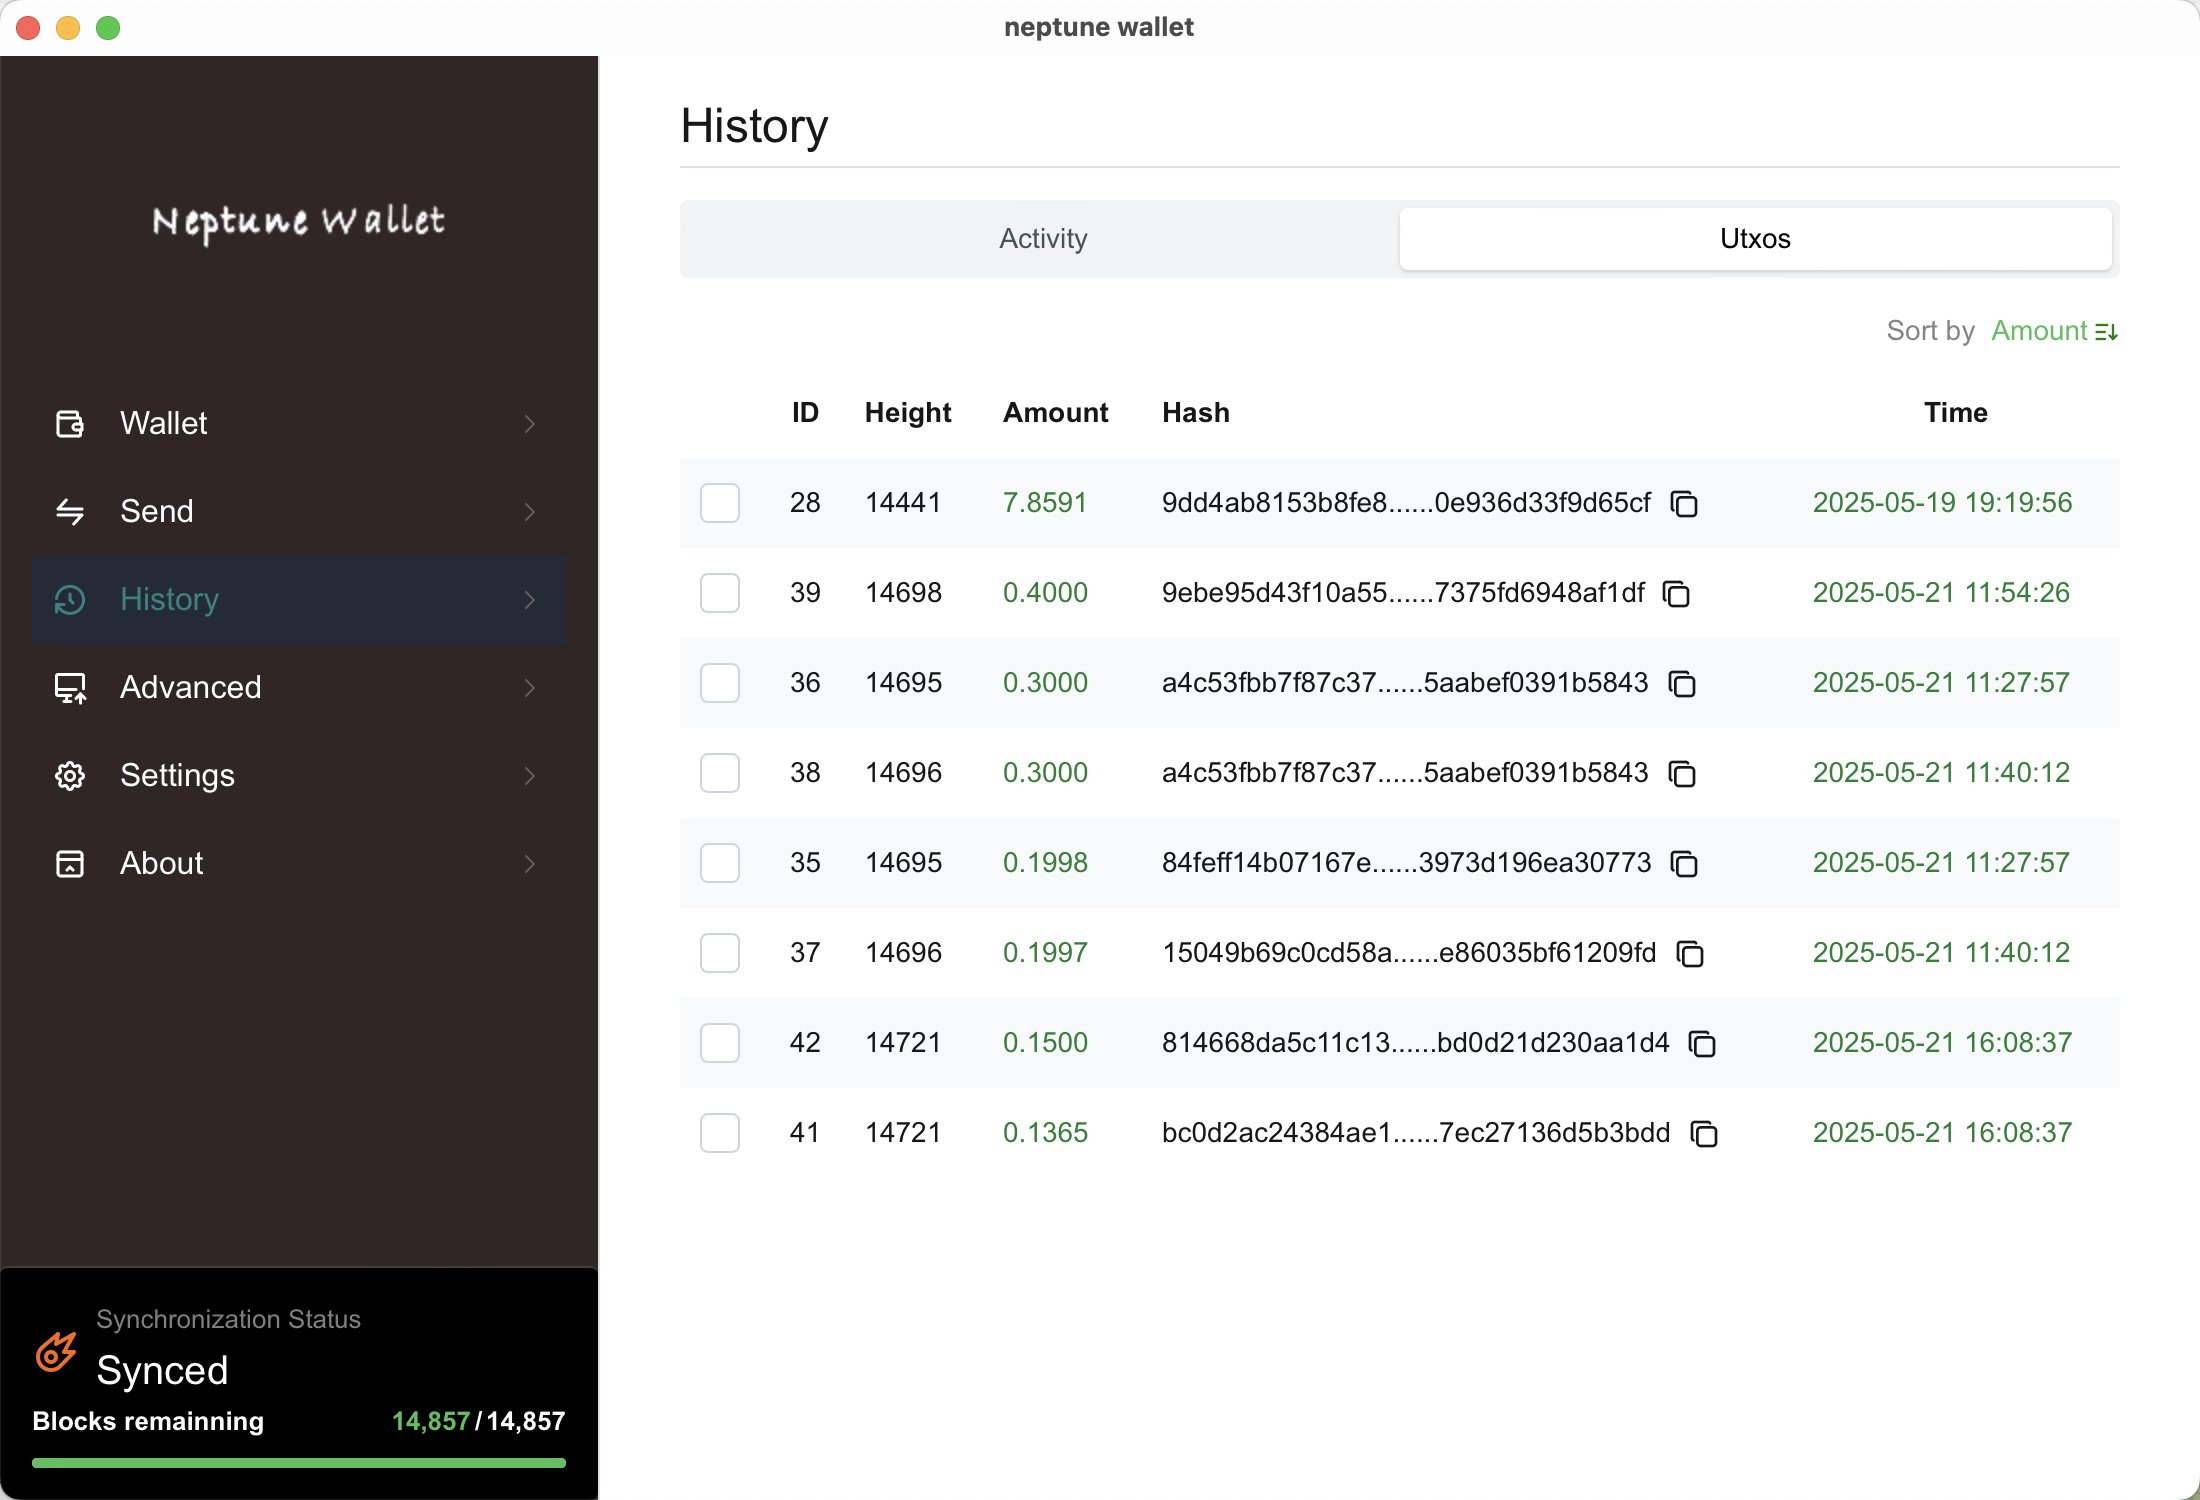 neptune wallet
Neptune Wallet
Wallet
Send
History
Advanced
Settings
About
Synchronization Status
Synced
Blocks remainning 14,857/14,857
History
Activity Utxos
Sort by Amount
ID Height Amount Hash Time
28 14441 7.8591 9dd4ab8153b8fe8......0e936d33f9d65cf 2025-05-19 19:19:56
39 14698 0.4000 9ebe95d43f10a55......7375fd6948af1df 2025-05-21 11:54:26
36 14695 0.3000 a4c53fbb7f87c37......5aabef0391b5843 2025-05-21 11:27:57
38 14696 0.3000 a4c53fbb7f87c37......5aabef0391b5843 2025-05-21 11:40:12
35 14695 0.1998 84feff14b07167e......3973d196ea30773 2025-05-21 11:27:57
37 14696 0.1997 15049b69c0cd58a......e86035bf61209fd 2025-05-21 11:40:12
42 14721 0.1500 814668da5c11c13......bd0d21d230aa1d4 2025-05-21 16:08:37
41 14721 0.1365 bc0d2ac24384ae1......7ec27136d5b3bdd 2025-05-21 16:08:37